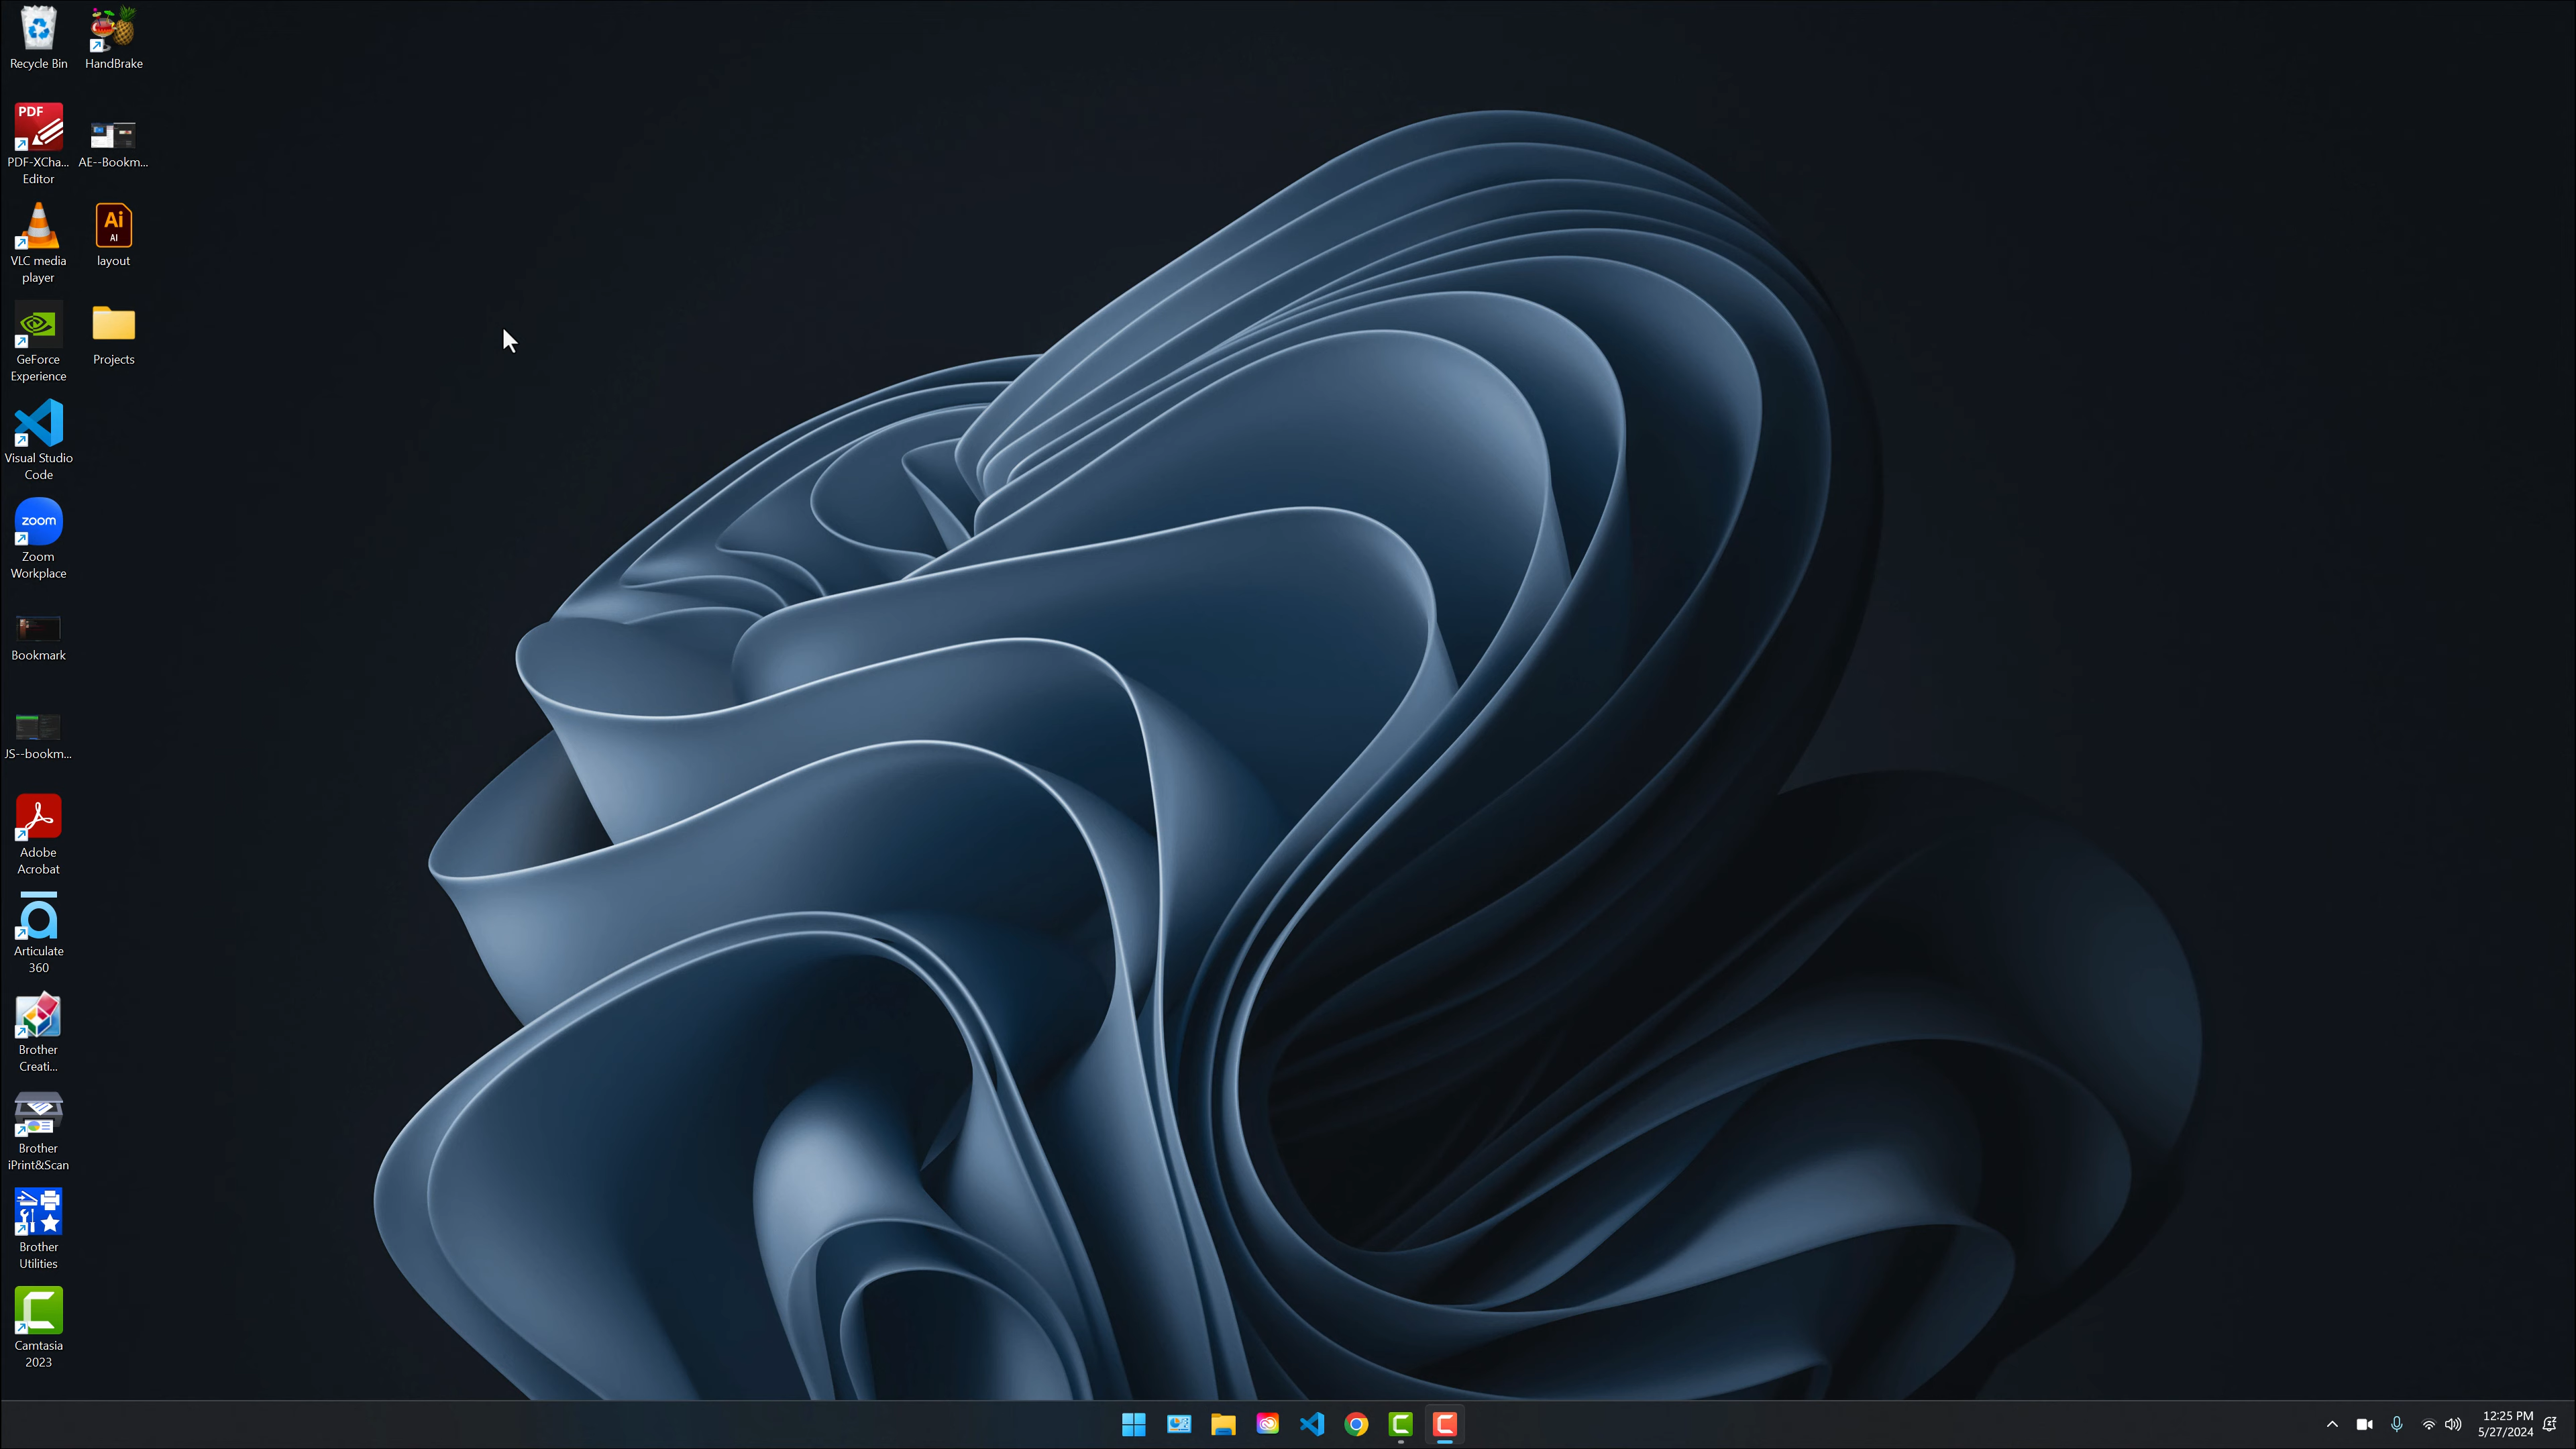 Recycle Bin
HandBrake
PDF
PDF-XCha...
Editor
AE--Bookm...
VLC media
player
Ai
AI
layout
GeForce
Experience
Projects
Visual Studio
Code
zoom
Zoom
Workplace
Bookmark
JS--bookm...
Adobe
Acrobat
Articulate
360
Brother
Creati...
Brother
iPrint&Scan
Brother
Utilities
Camtasia
2023
12:25 PM
5/27/2024